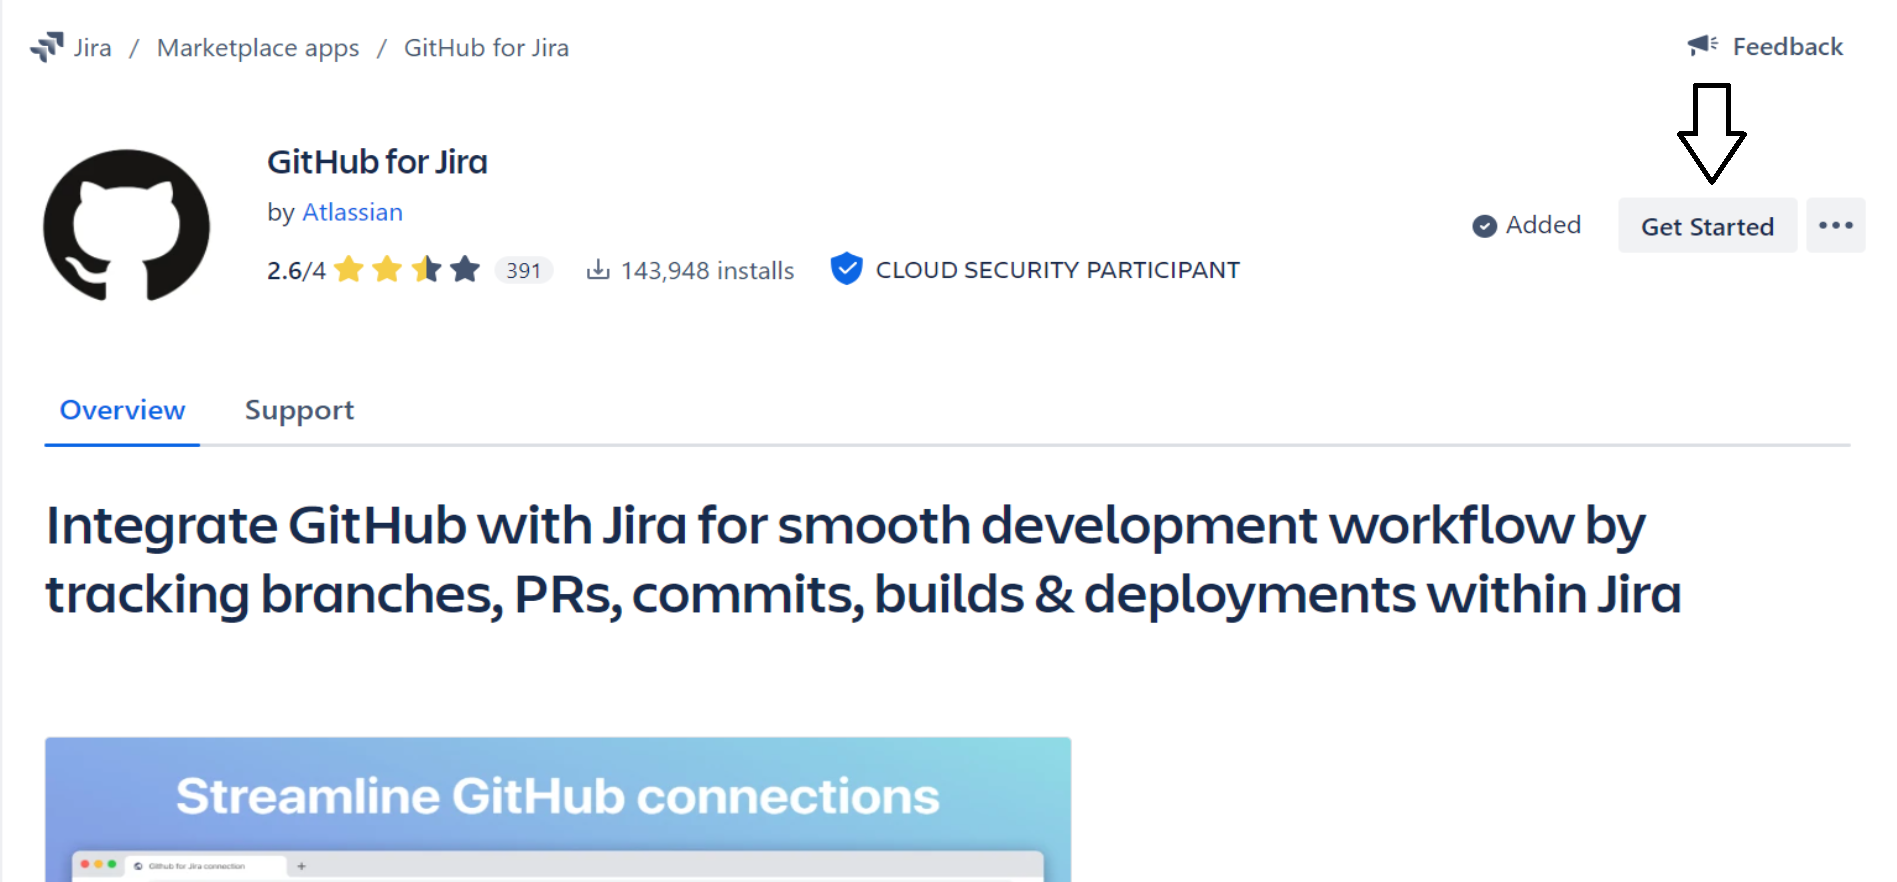 Jira / Marketplace apps / GitHub for Jira
Feedback
GitHub for Jira
by Atlassian
2.6/4 391 143,948 installs CLOUD SECURITY PARTICIPANT
Added Get Started
Overview Support
Integrate GitHub with Jira for smooth development workflow by
tracking branches, PRs, commits, builds & deployments within Jira
Streamline GitHub connections
Github for Jira connection